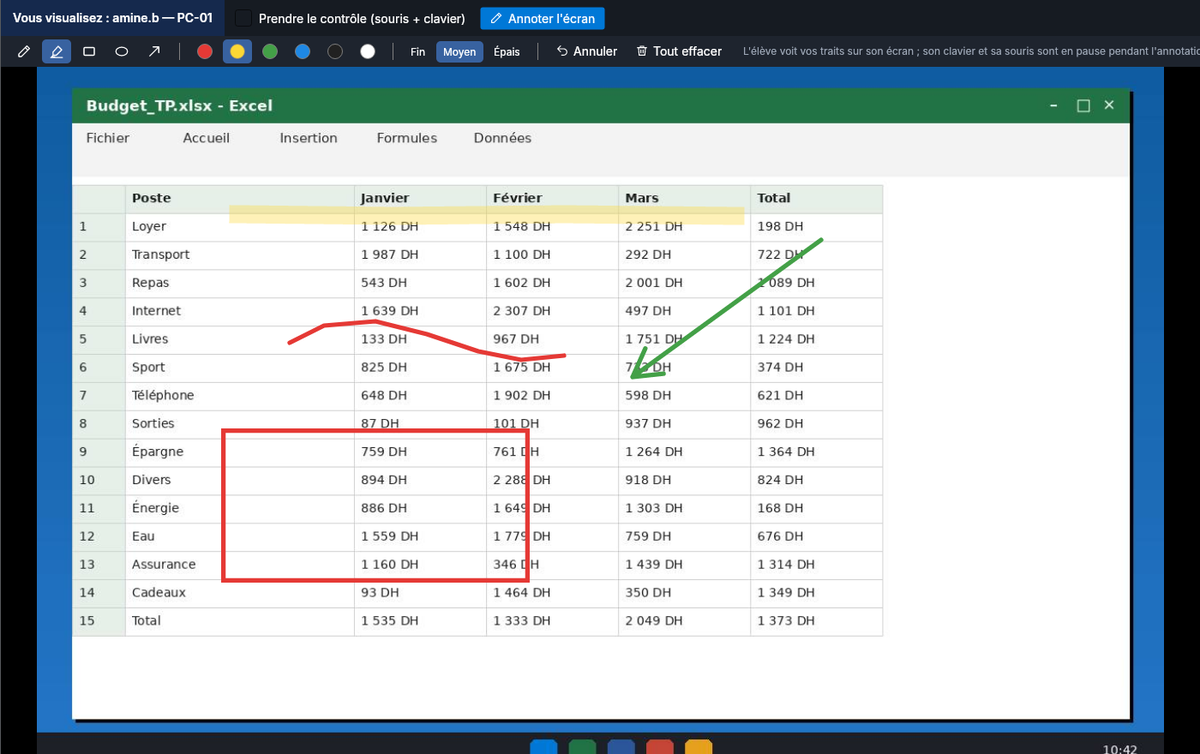 Vous visualisez : amine.b — PC-01 Prendre le contrôle (souris + clavier) Annoter l'écran
Fin Moyen Épais Annuler Tout effacer L'élève voit vos traits sur son écran ; son clavier et sa souris sont en pause pendant l'annotatio
Budget_TP.xlsx - Excel
Fichier Accueil Insertion Formules Données
Poste Janvier Février Mars Total
1 Loyer 1 126 DH 1 548 DH 2 251 DH 198 DH
2 Transport 1 987 DH 1 100 DH 292 DH 722 DH
3 Repas 543 DH 1 602 DH 2 001 DH 1 089 DH
4 Internet 1 639 DH 2 307 DH 497 DH 1 101 DH
5 Livres 133 DH 967 DH 1 751 DH 1 224 DH
6 Sport 825 DH 1 675 DH DH 374 DH
7 Téléphone 648 DH 1 902 DH 598 DH 621 DH
8 Sorties 87 DH 101 DH 937 DH 962 DH
9 Épargne 759 DH 761 DH 1 264 DH 1 364 DH
10 Divers 894 DH 2 288 DH 918 DH 824 DH
11 Énergie 886 DH 1 649 DH 1 303 DH 168 DH
12 Eau 1 559 DH 1 779 DH 759 DH 676 DH
13 Assurance 1 160 DH 346 DH 1 439 DH 1 314 DH
14 Cadeaux 93 DH 1 464 DH 350 DH 1 349 DH
15 Total 1 535 DH 1 333 DH 2 049 DH 1 373 DH
10:42